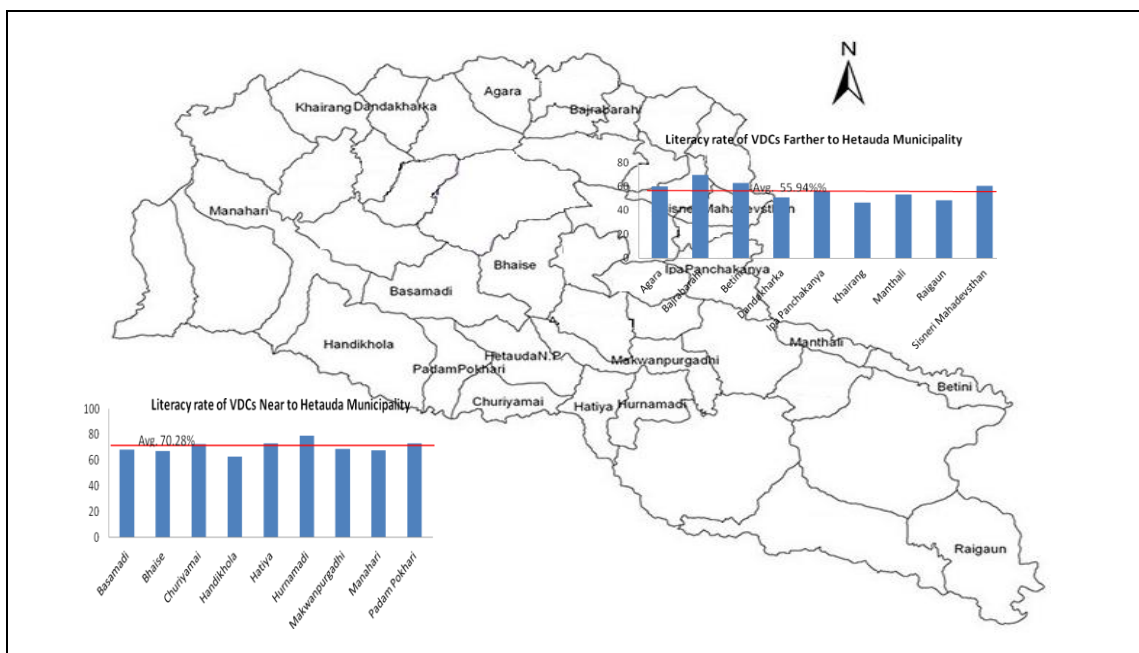 N
Agara
Khairang
Dandakharka
Bajrabarahi
Literacy rate of VDCs Farther to Hetauda Municipality
80
60
40
20
0
Avg. 55.94%%
Agara
Bajrabarahi
Betini
Dandakharka
Ipa Panchakanya
Khairang
Manthali
Raigaun
Sisneri Mahadevsthan
Manahari
Sisneri Mahadevsthan
IpaPanchakanya
Bhaise
Basamadi
Handikhola
HetaudaN.P.
PadamPokhari
Churiyamai
Makwanpurgadhi
Manthali
Betini
Hatiya
Hurnamadi
Raigaun
Literacy rate of VDCs Near to Hetauda Municipality
100
80
60
40
20
0
Avg. 70.28%
Basamadi
Bhaise
Churiyamai
Handikhola
Hatiya
Hurnamadi
Makwanpurgadhi
Manahari
Padam Pokhari